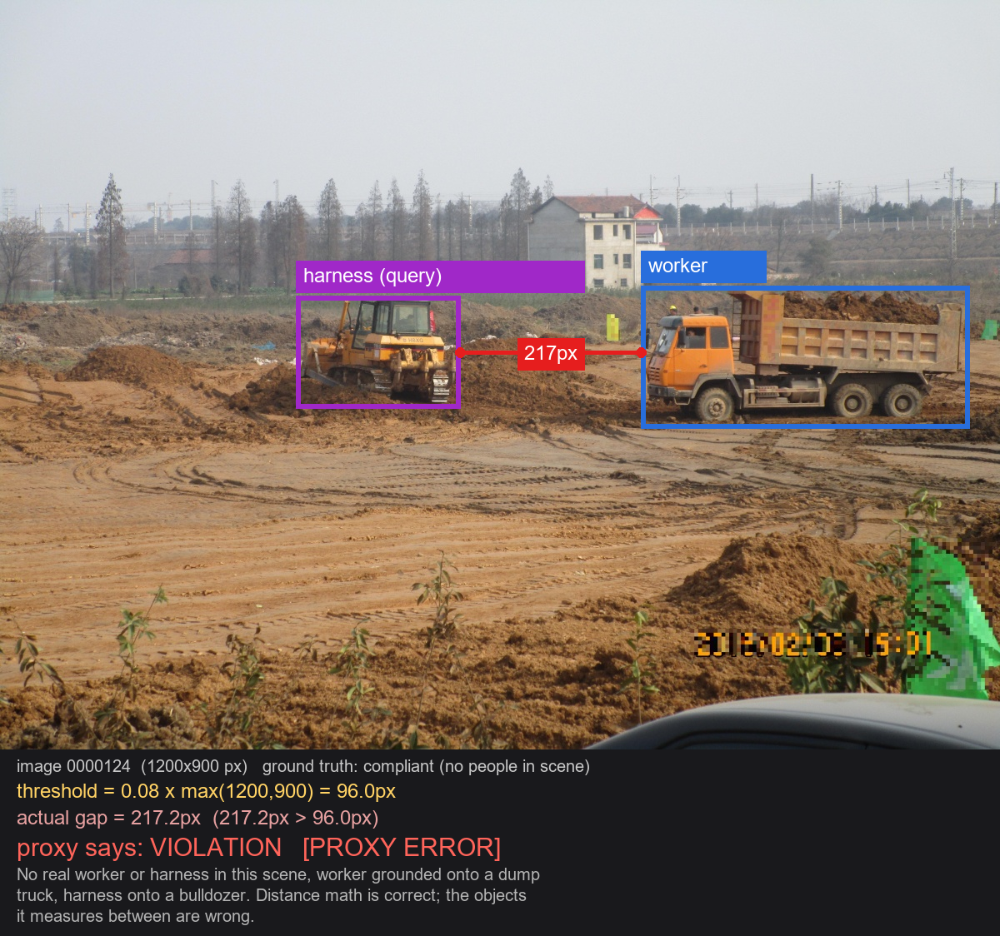 harness (query)
worker
217px
15:01
image 0000124 (1200x900 px) ground truth: compliant (no people in scene)
threshold = 0.08 x max(1200,900) = 96.0px
actual gap = 217.2px (217.2px > 96.0px)
proxy says: VIOLATION [PROXY ERROR]
No real worker or harness in this scene, worker grounded onto a dump
truck, harness onto a bulldozer. Distance math is correct; the objects
it measures between are wrong.